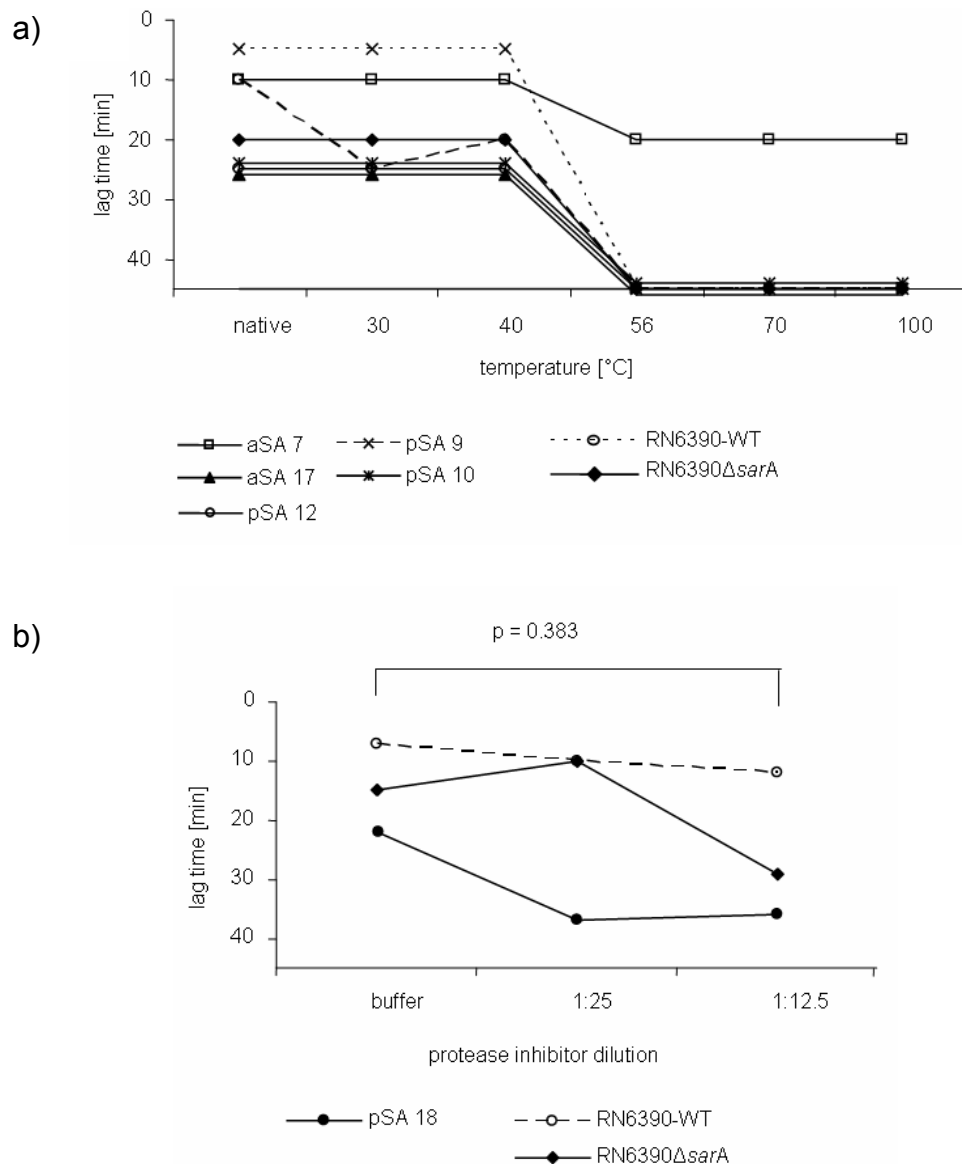 a)
0
10
20
30
40
lag time [min]
native 30 40 56 70 100
temperature [°C]
aSA 7 pSA 9 RN6390-WT
aSA 17 pSA 10 RN6390ΔsarA
pSA 12
b)
p = 0.383
0
10
20
30
40
lag time [min]
buffer 1:25 1:12.5
protease inhibitor dilution
pSA 18 RN6390-WT
RN6390ΔsarA